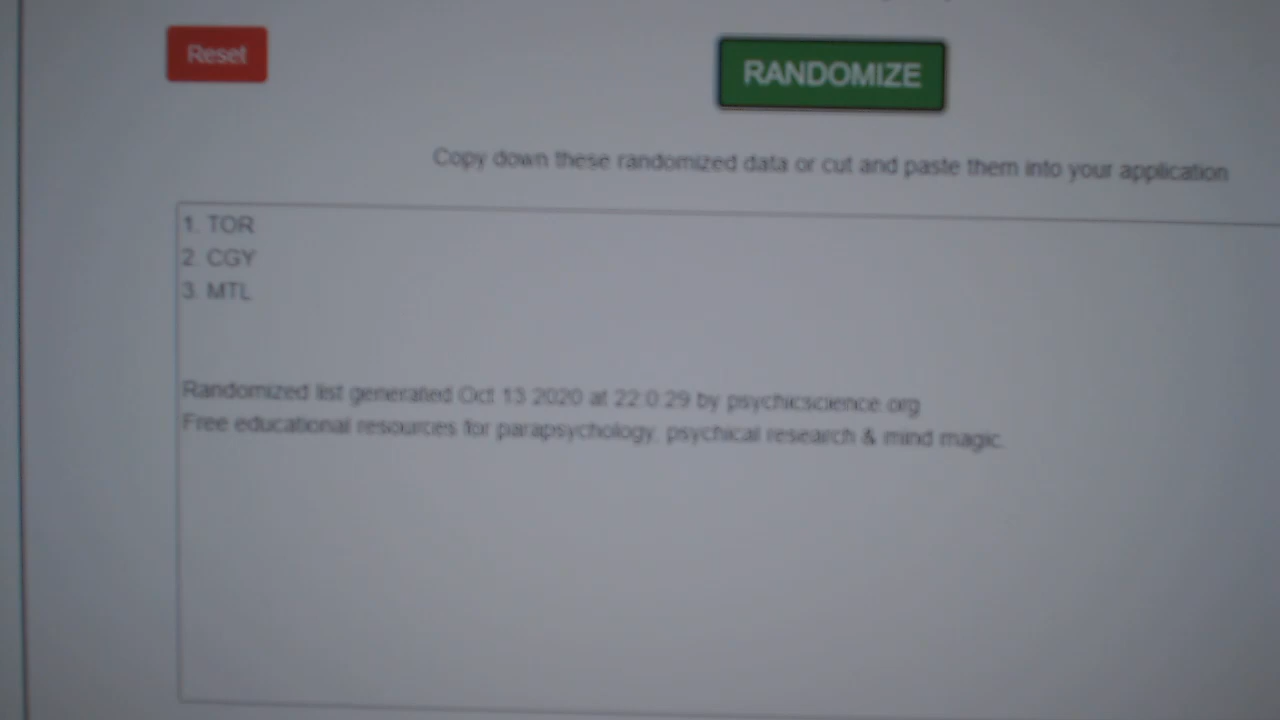 Reset
RANDOMIZE
Copy down these randomized data or cut and paste them into your application
1. TOR
2. CGY
3. MTL
Randomized list generated Oct 13 2020 at 22:0:29 by psychicscience.org
Free educational resources for parapsychology, psychical research & mind magic.